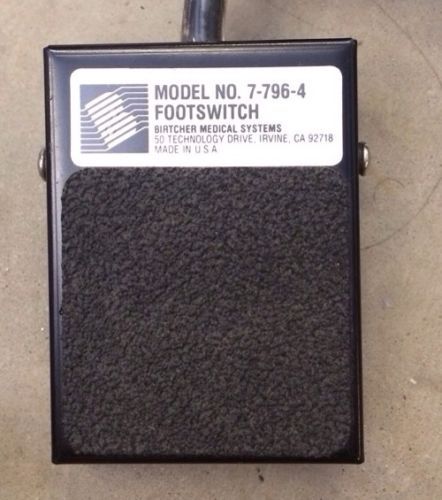 MODEL NO. 7-796-4
FOOTSWITCH
BIRTCHER MEDICAL SYSTEMS
50 TECHNOLOGY DRIVE, IRVINE, CA 92718
MADE IN U.S.A.